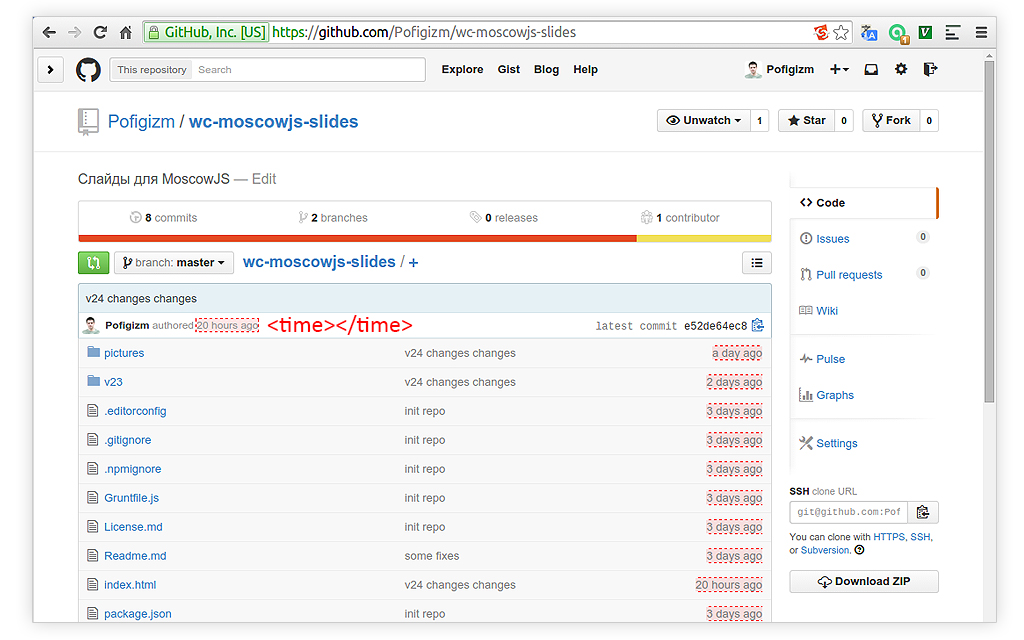 GitHub, Inc. [US] https://github.com/Pofigizm/wc-moscowjs-slides
This repository Search Explore Gist Blog Help Pofigizm
Pofigizm / wc-moscowjs-slides Unwatch 1 Star 0 Fork 0
Слайды для MoscowJS — Edit
8 commits 2 branches 0 releases 1 contributor
branch: master wc-moscowjs-slides / +
v24 changes changes
Pofigizm authored 20 hours ago <time></time> latest commit e52de64ec8
pictures v24 changes changes a day ago
v23 v24 changes changes 2 days ago
.editorconfig init repo 3 days ago
.gitignore init repo 3 days ago
.npmignore init repo 3 days ago
Gruntfile.js init repo 3 days ago
License.md init repo 3 days ago
Readme.md some fixes 3 days ago
index.html v24 changes changes 20 hours ago
package.json init repo 3 days ago
Code
Issues 0
Pull requests 0
Wiki
Pulse
Graphs
Settings
SSH clone URL
git@github.com:Pof
You can clone with HTTPS, SSH,
or Subversion.
Download ZIP